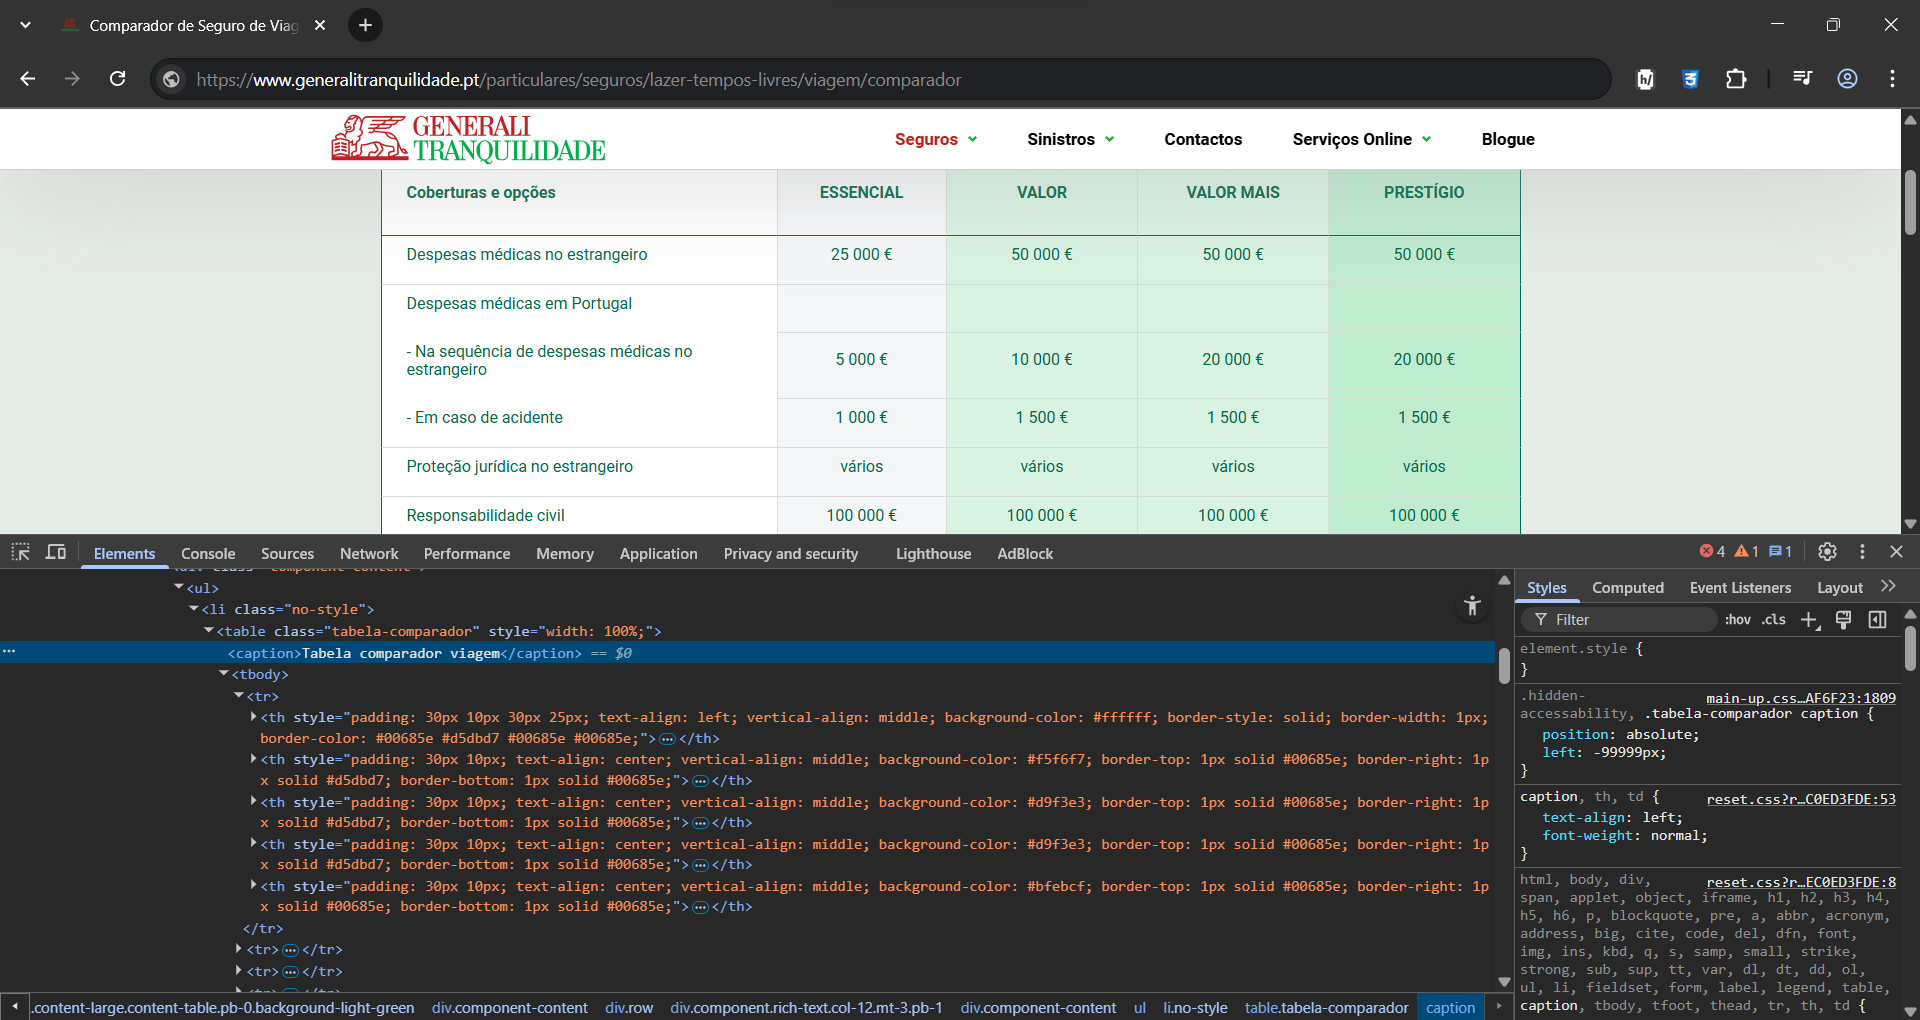 Comparador de Seguro de Viag
https://www.generalitranquilidade.pt/particulares/seguros/lazer-tempos-livres/viagem/comparador
GENERALI
TRANQUILIDADE
Seguros
Sinistros
Contactos
Serviços Online
Blogue
Coberturas e opções ESSENCIAL VALOR VALOR MAIS PRESTÍGIO
Despesas médicas no estrangeiro 25 000 € 50 000 € 50 000 € 50 000 €
Despesas médicas em Portugal
- Na sequência de despesas médicas no
estrangeiro 5 000 € 10 000 € 20 000 € 20 000 €
- Em caso de acidente 1 000 € 1 500 € 1 500 € 1 500 €
Proteção jurídica no estrangeiro vários vários vários vários
Responsabilidade civil 100 000 € 100 000 € 100 000 € 100 000 €
Elements Console Sources Network Performance Memory Application Privacy and security Lighthouse AdBlock 4 1 1
<ul>
<li class="no-style">
<table class="tabela-comparador" style="width: 100%;">
<caption>Tabela comparador viagem</caption> == $0
<tbody>
<tr>
<th style="padding: 30px 10px 30px 25px; text-align: left; vertical-align: middle; background-color: #ffffff; border-style: solid; border-width: 1px;
border-color: #00685e #d5dbd7 #00685e #00685e;">…</th>
<th style="padding: 30px 10px; text-align: center; vertical-align: middle; background-color: #f5f6f7; border-top: 1px solid #00685e; border-right: 1p
x solid #d5dbd7; border-bottom: 1px solid #00685e;">…</th>
<th style="padding: 30px 10px; text-align: center; vertical-align: middle; background-color: #d9f3e3; border-top: 1px solid #00685e; border-right: 1p
x solid #d5dbd7; border-bottom: 1px solid #00685e;">…</th>
<th style="padding: 30px 10px; text-align: center; vertical-align: middle; background-color: #d9f3e3; border-top: 1px solid #00685e; border-right: 1p
x solid #d5dbd7; border-bottom: 1px solid #00685e;">…</th>
<th style="padding: 30px 10px; text-align: center; vertical-align: middle; background-color: #bfebcf; border-top: 1px solid #00685e; border-right: 1p
x solid #00685e; border-bottom: 1px solid #00685e;">…</th>
</tr>
<tr>…</tr>
<tr>…</tr>
.content-large.content-table.pb-0.background-light-green div.component-content div.row div.component.rich-text.col-12.mt-3.pb-1 div.component-content ul li.no-style table.tabela-comparador caption
Styles Computed Event Listeners Layout
Filter :hov .cls
element.style {
}
.hidden- main-up.css…AF6F23:1809
accessability, .tabela-comparador caption {
position: absolute;
left: -99999px;
}
caption, th, td { reset.css?r…C0ED3FDE:53
text-align: left;
font-weight: normal;
}
html, body, div, reset.css?r…EC0ED3FDE:8
span, applet, object, iframe, h1, h2, h3, h4,
h5, h6, p, blockquote, pre, a, abbr, acronym,
address, big, cite, code, del, dfn, font,
img, ins, kbd, q, s, samp, small, strike,
strong, sub, sup, tt, var, dl, dt, dd, ol,
ul, li, fieldset, form, label, legend, table,
caption, tbody, tfoot, thead, tr, th, td {